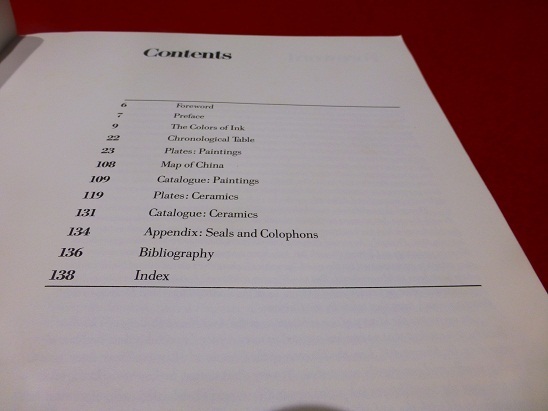 Contents
6 Foreword
7 Preface
9 The Colors of Ink
22 Chronological Table
23 Plates: Paintings
108 Map of China
109 Catalogue: Paintings
119 Plates: Ceramics
131 Catalogue: Ceramics
134 Appendix: Seals and Colophons
136 Bibliography
138 Index